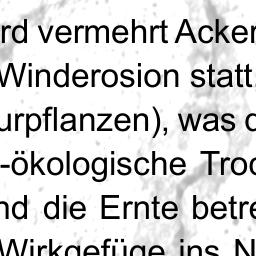 rd vermehrt Acker
Winderosion statt.
urpflanzen), was d
-ökologische Troc
nd die Ernte betre
Wirkgefüge ins N